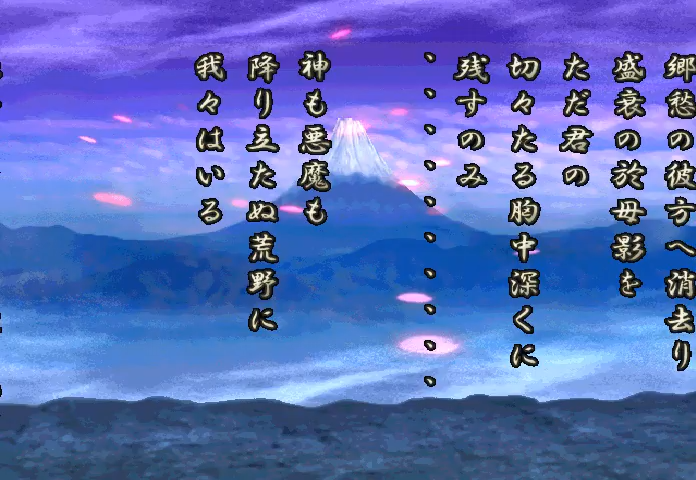 郷愁の彼方へ消去り
盛衰の於母影を
ただ君の
切々たる胸中深くに
残すのみ
、、、、、、、、、、
神も悪魔も
降り立たぬ荒野に
我々はいる